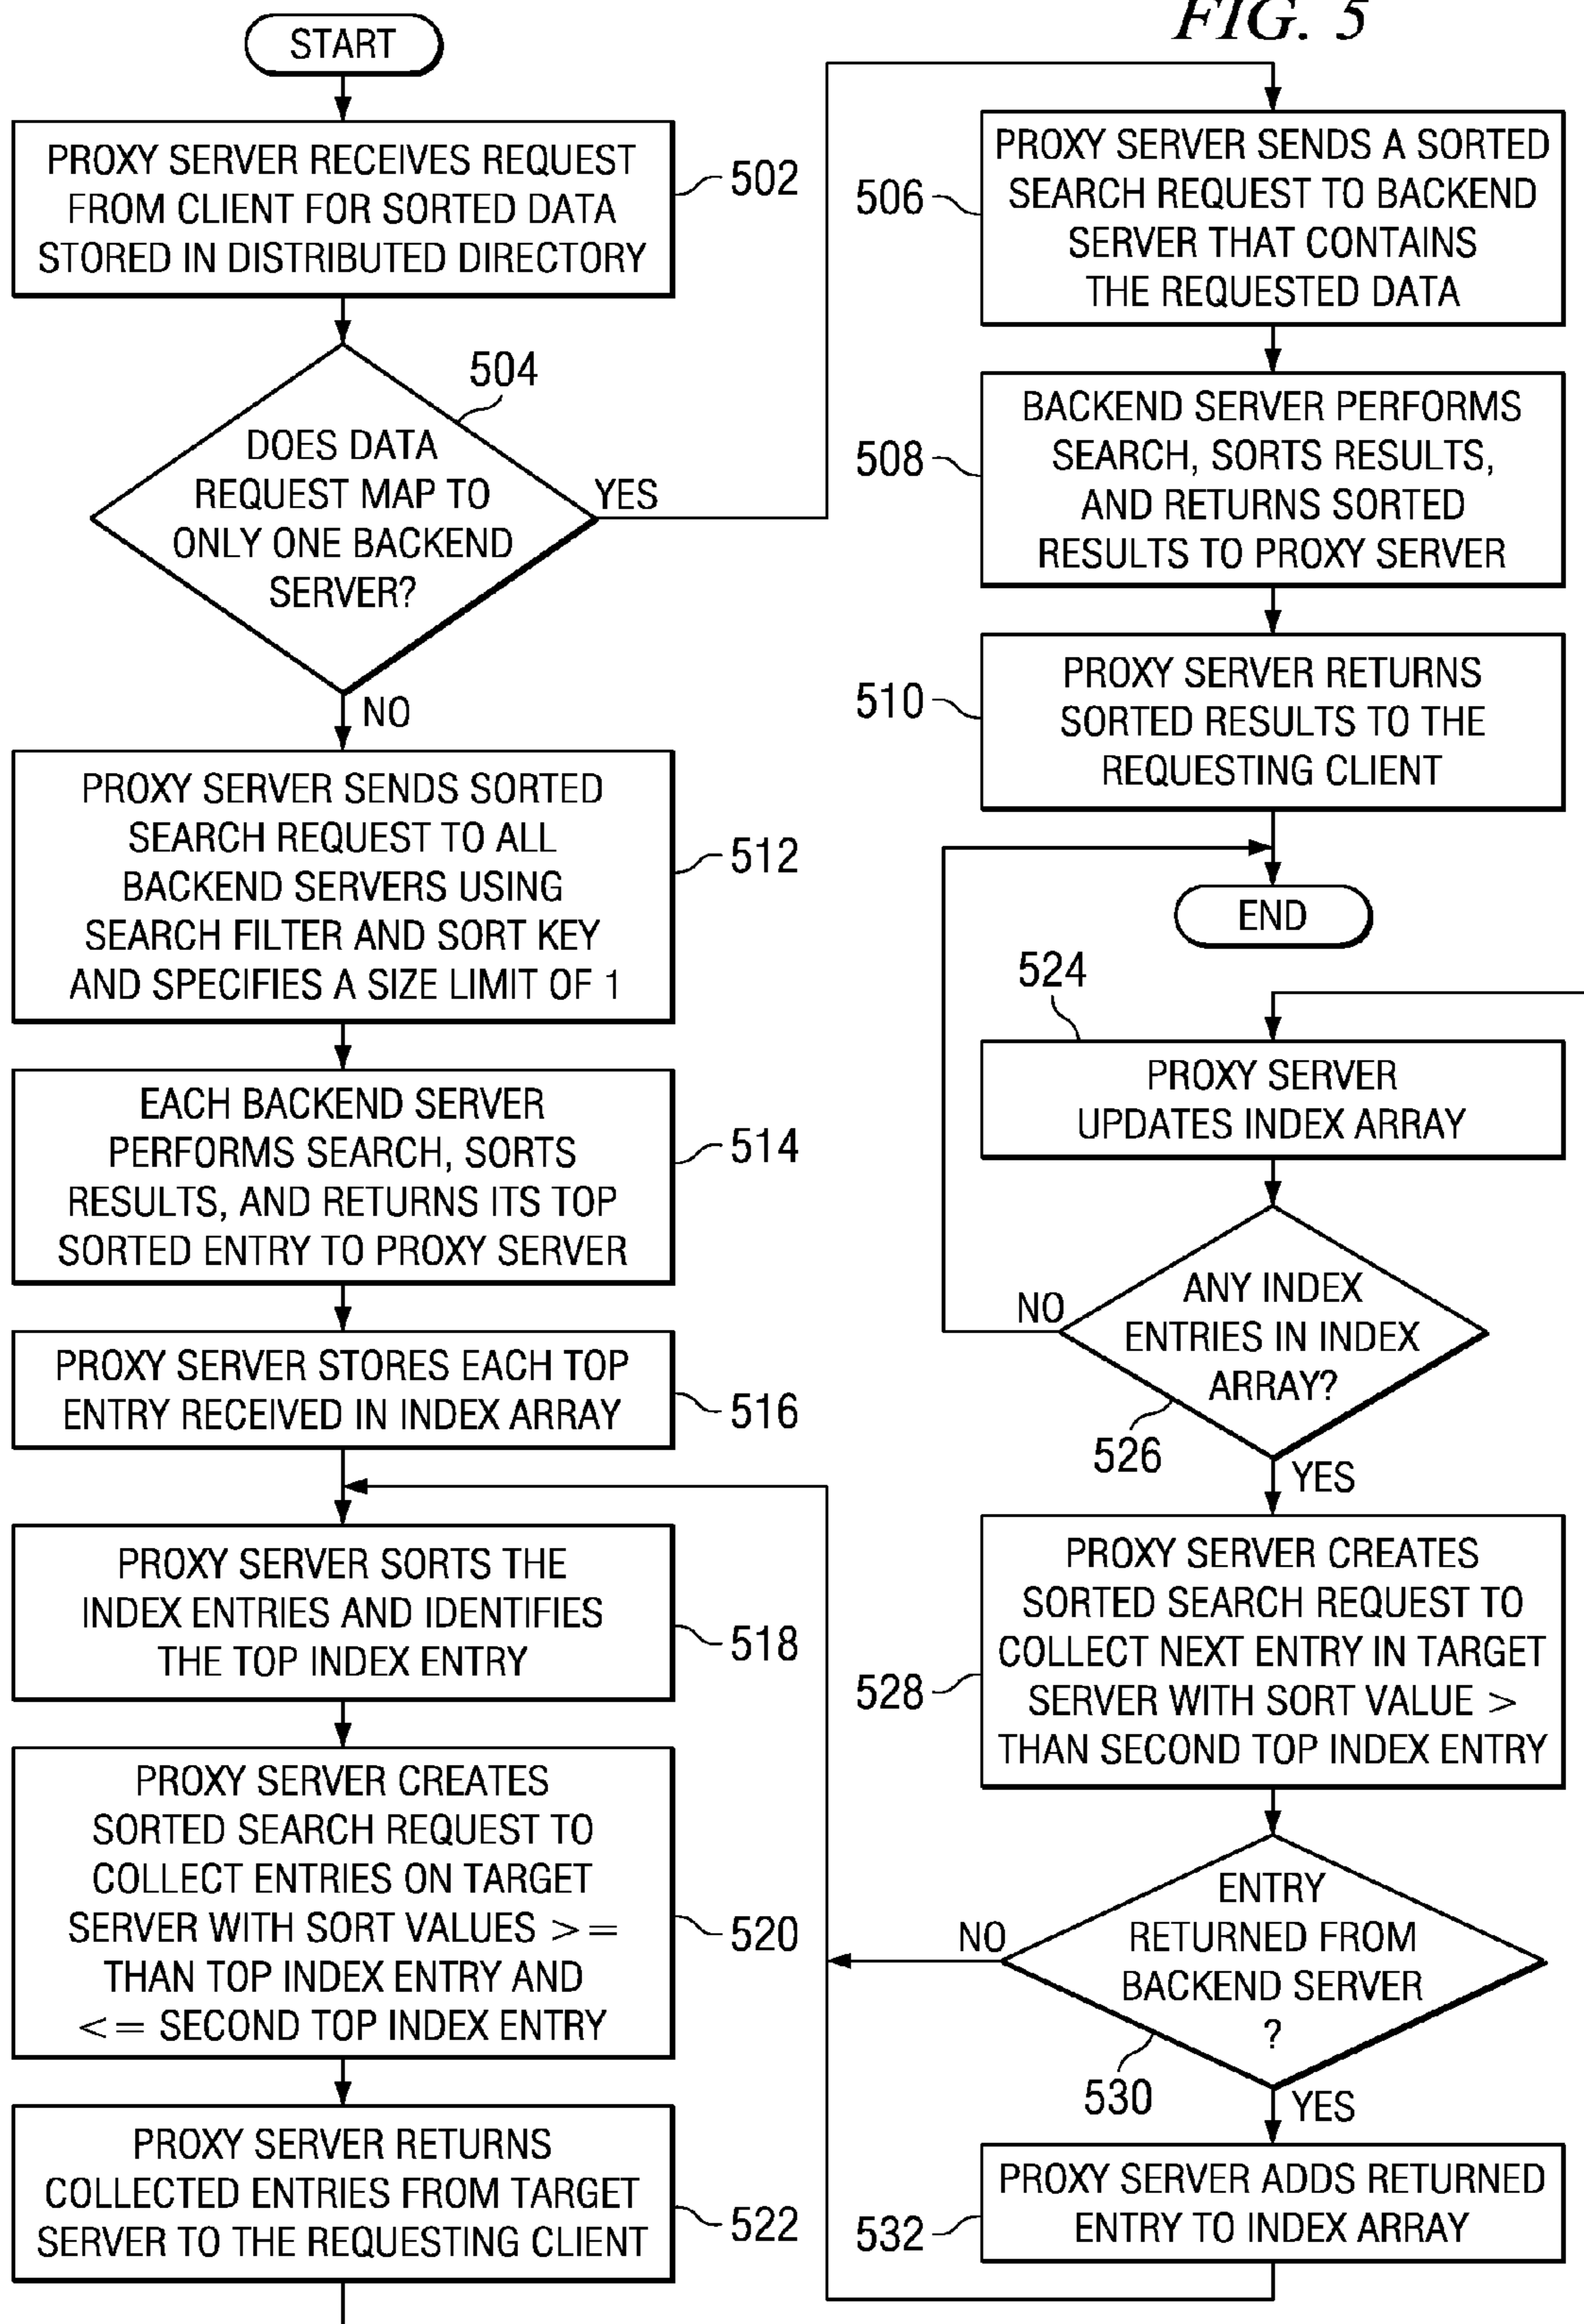 FIG. 5
START
PROXY SERVER RECEIVES REQUEST
FROM CLIENT FOR SORTED DATA
STORED IN DISTRIBUTED DIRECTORY
502
504
DOES DATA
REQUEST MAP TO
ONLY ONE BACKEND
SERVER?
YES
NO
PROXY SERVER SENDS SORTED
SEARCH REQUEST TO ALL
BACKEND SERVERS USING
SEARCH FILTER AND SORT KEY
AND SPECIFIES A SIZE LIMIT OF 1
512
EACH BACKEND SERVER
PERFORMS SEARCH, SORTS
RESULTS, AND RETURNS ITS TOP
SORTED ENTRY TO PROXY SERVER
514
PROXY SERVER STORES EACH TOP
ENTRY RECEIVED IN INDEX ARRAY
516
PROXY SERVER SORTS THE
INDEX ENTRIES AND IDENTIFIES
THE TOP INDEX ENTRY
518
PROXY SERVER CREATES
SORTED SEARCH REQUEST TO
COLLECT ENTRIES ON TARGET
SERVER WITH SORT VALUES >=
THAN TOP INDEX ENTRY AND
<= SECOND TOP INDEX ENTRY
520
PROXY SERVER RETURNS
COLLECTED ENTRIES FROM TARGET
SERVER TO THE REQUESTING CLIENT
522
PROXY SERVER SENDS A SORTED
SEARCH REQUEST TO BACKEND
SERVER THAT CONTAINS
THE REQUESTED DATA
506
BACKEND SERVER PERFORMS
SEARCH, SORTS RESULTS,
AND RETURNS SORTED
RESULTS TO PROXY SERVER
508
PROXY SERVER RETURNS
SORTED RESULTS TO THE
REQUESTING CLIENT
510
END
524
PROXY SERVER
UPDATES INDEX ARRAY
ANY INDEX
ENTRIES IN INDEX
ARRAY?
NO
526
YES
PROXY SERVER CREATES
SORTED SEARCH REQUEST TO
COLLECT NEXT ENTRY IN TARGET
SERVER WITH SORT VALUE >
THAN SECOND TOP INDEX ENTRY
528
ENTRY
RETURNED FROM
BACKEND SERVER
?
NO
530
YES
PROXY SERVER ADDS RETURNED
ENTRY TO INDEX ARRAY
532